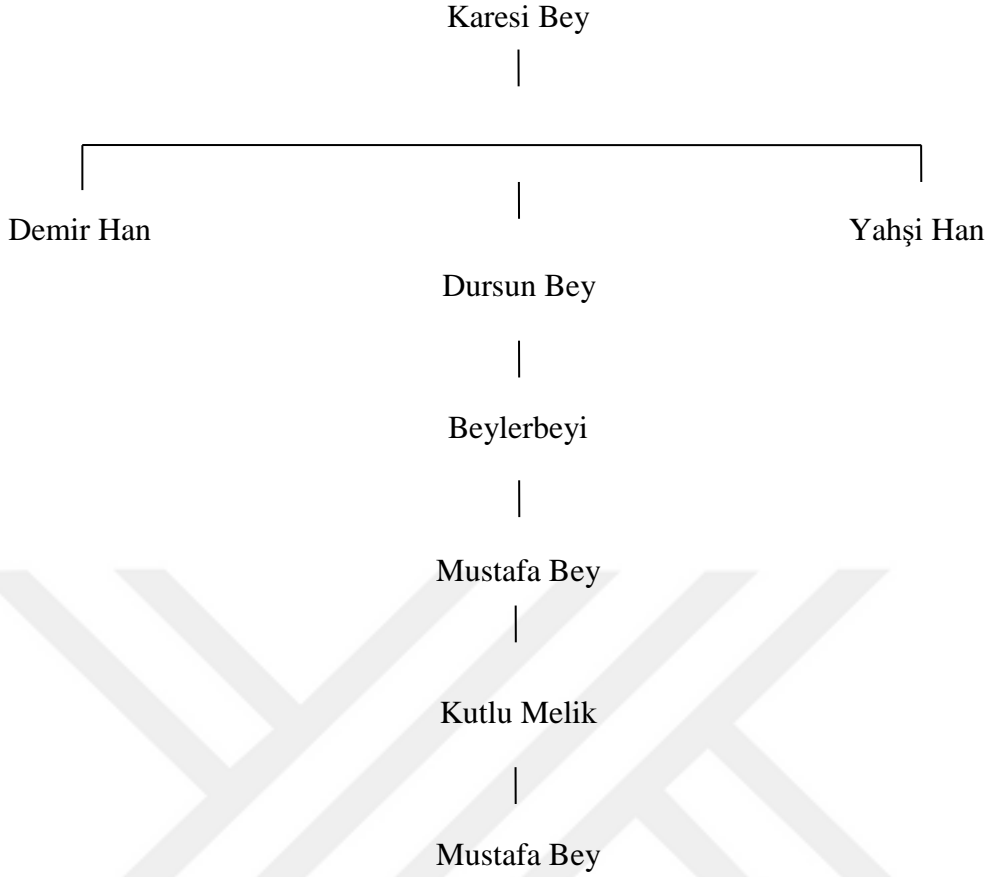 Karesi Bey
Demir Han
Yahşi Han
Dursun Bey
Beylerbeyi
Mustafa Bey
Kutlu Melik
Mustafa Bey